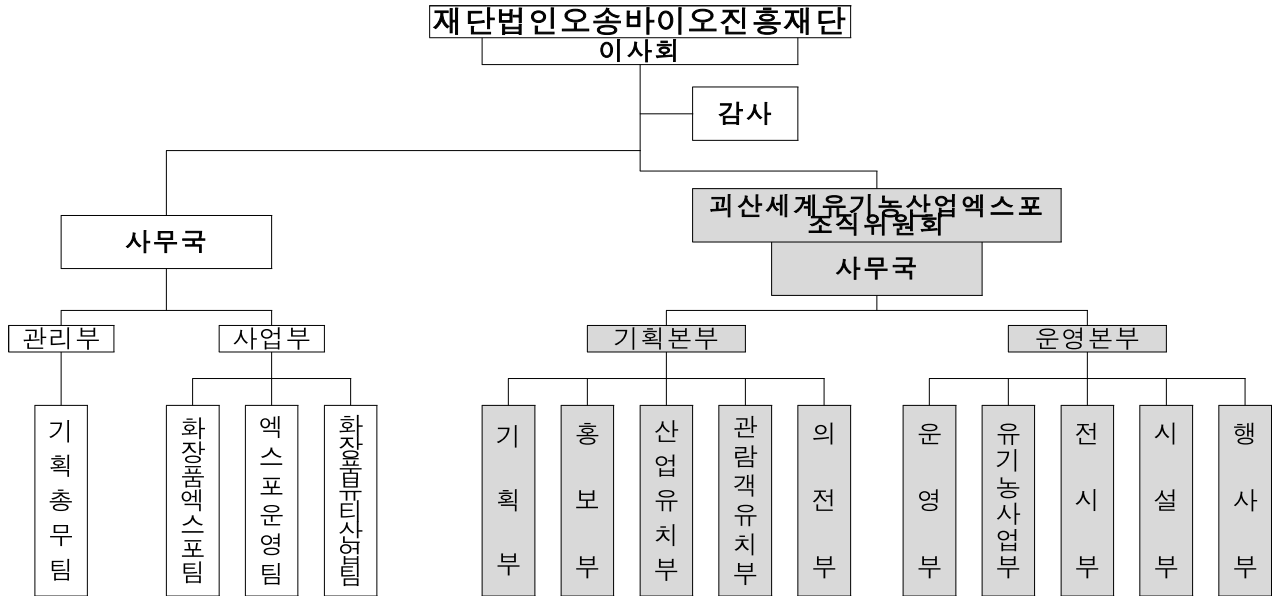 재단법인오송바이오진흥재단
이사회
감사
괴산세계유기농산업엑스포
조직위원회
사무국
사무국
관리부
사업부
기획본부
운영본부
기획총무팀
화장품엑스포팀
엑스포운영팀
화장품뷰티산업팀
기획부
홍보부
산업유치부
관람객유치부
의전부
운영부
유기농사업부
전시부
시설부
행사부